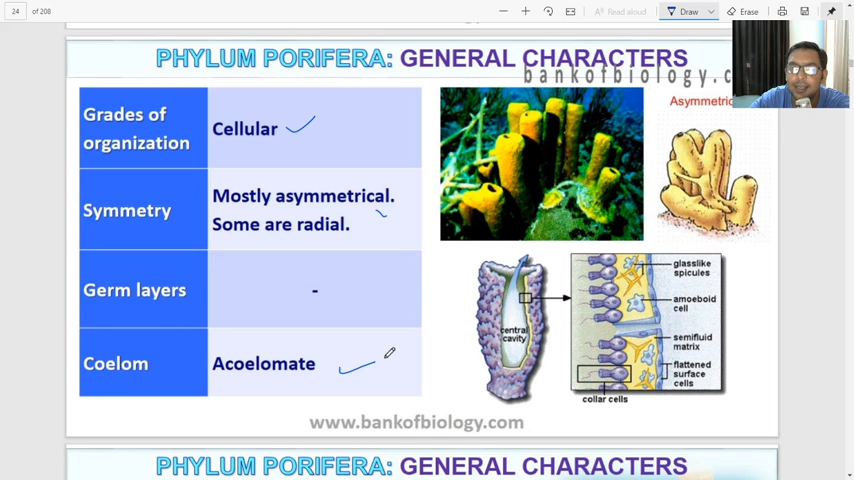 24 of 208
Read aloud
Draw
Erase
PHYLUM PORIFERA: GENERAL CHARACTERS
bankofbiology.c
Grades of
organization
Cellular
Symmetry
Mostly asymmetrical.
Some are radial.
Germ layers
-
Coelom
Acoelomate
Asymmetric
central
cavity
glasslike
spicules
amoeboid
cell
semifluid
matrix
flattened
surface
cells
collar cells
www.bankofbiology.com
PHYLUM PORIFERA: GENERAL CHARACTERS